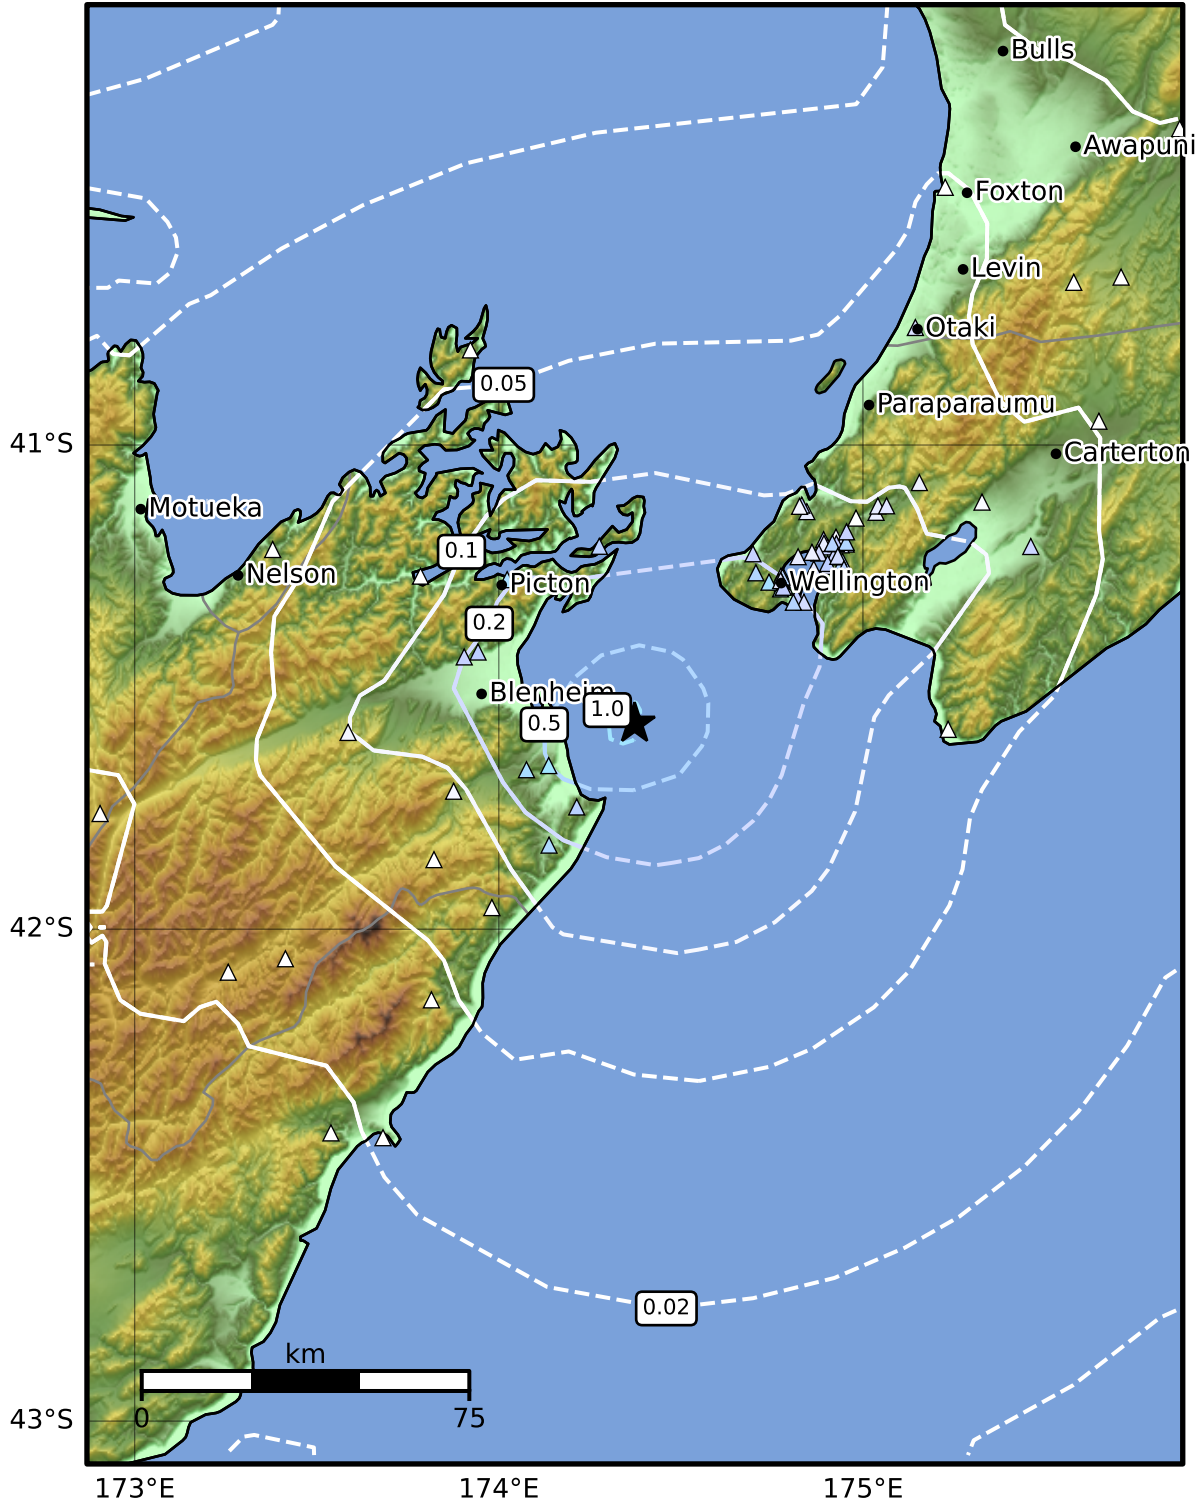 Bulls
Awapuni
Foxton
Levin
Otaki
0.05
Paraparaumu
41°S
Carterton
Motueka
0.1
Nelson
Picton
Wellington
0.2
Blenheim
1.0
0.5
42°S
0.02
km
0
75
43°S
173°E
174°E
175°E